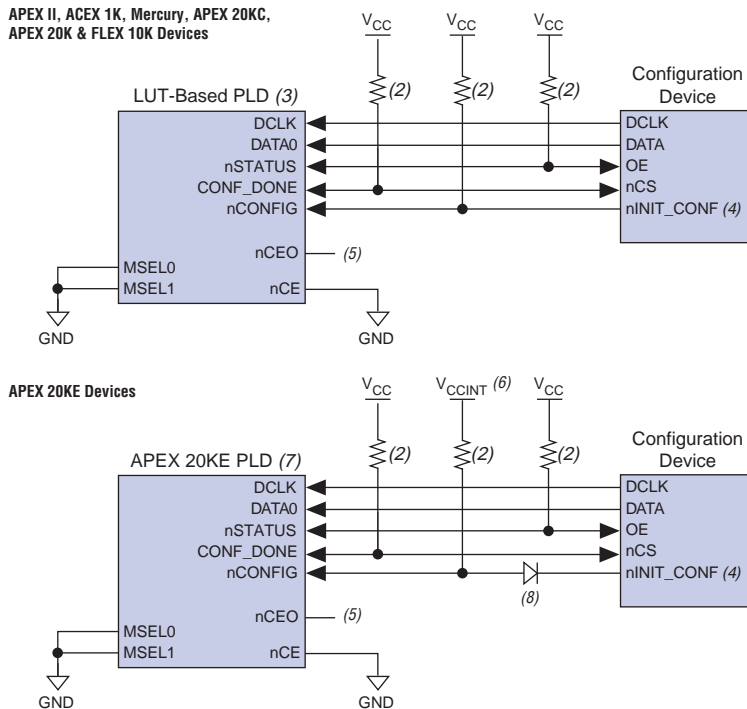 APEX II, ACEX 1K, Mercury, APEX 20KC,
APEX 20K & FLEX 10K Devices
VCC
VCC
VCC
(2)
(2)
(2)
LUT-Based PLD (3)
Configuration
Device
DCLK
DATA0
nSTATUS
CONF_DONE
nCONFIG
nCEO
(5)
MSEL0
MSEL1
nCE
DCLK
DATA
OE
nCS
nINIT_CONF (4)
GND
GND
APEX 20KE Devices
VCC
VCCINT (6)
VCC
(2)
(2)
(2)
APEX 20KE PLD (7)
Configuration
Device
DCLK
DATA0
nSTATUS
CONF_DONE
nCONFIG
nCEO
(5)
MSEL0
MSEL1
nCE
(8)
DCLK
DATA
OE
nCS
nINIT_CONF (4)
GND
GND